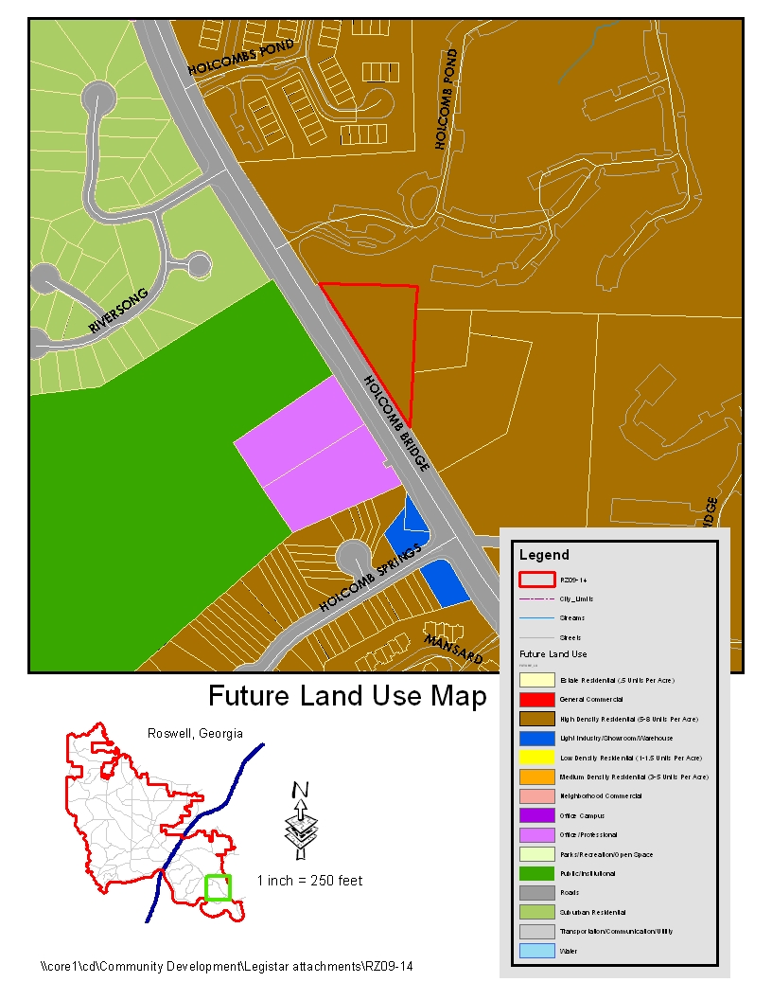 HOLCOMBS POND
HOLCOMB POND
RIVERSONG
HOLCOMB BRIDGE
HOLCOMB SPRINGS
MANSARD
IDGE
Legend
RZ09-14
City_Limits
Streams
Streets
Future Land Use
Estate Residential (.5 Units Per Acre)
General Commercial
High Density Residential (5-8 Units Per Acre)
Light Industry/Showroom/Warehouse
Low Density Residential (1-1.5 Units Per Acre)
Medium Density Residential (3-5 Units Per Acre)
Neighborhood Commercial
Office Campus
Office/Professional
Parks/Recreation/Open Space
Public/Institutional
Roads
Suburban Residential
Transportation/Communication/Utility
Water
Future Land Use Map
Roswell, Georgia
N
1 inch = 250 feet
\\core1\cd\Community Development\Legistar attachments\RZ09-14